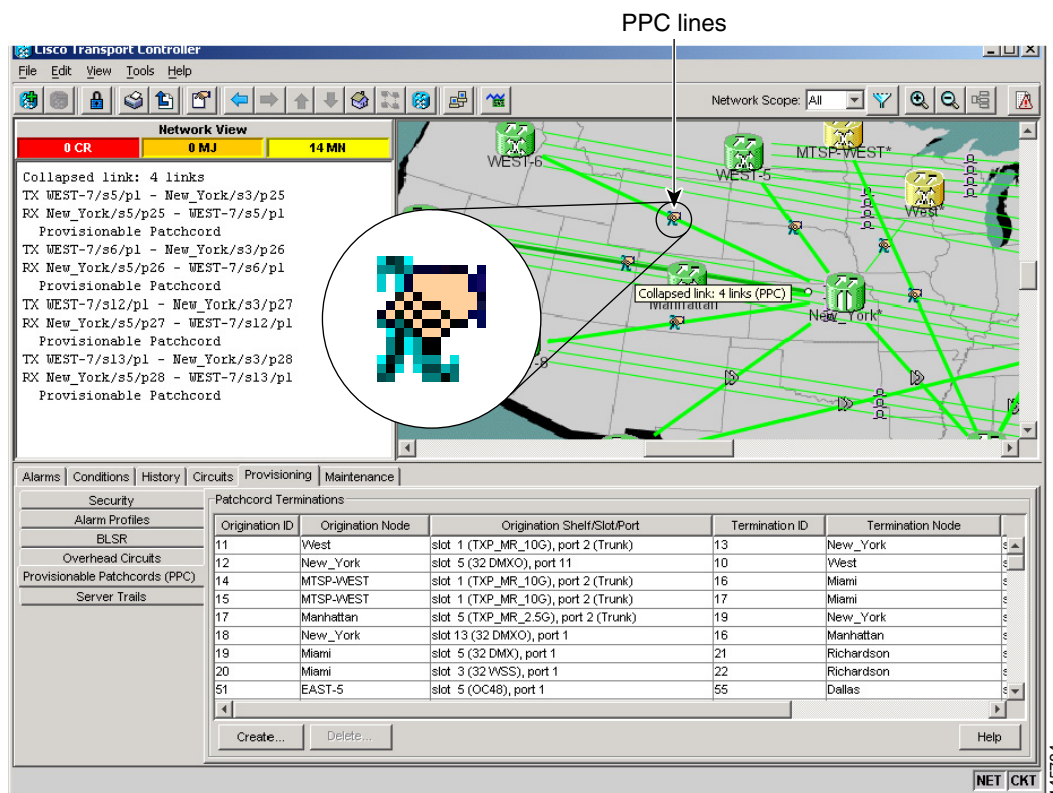 PPC lines
Cisco Transport Controller
File Edit View Tools Help
Network Scope: All
Network View
0 CR 0 MJ 14 MN
Collapsed link: 4 links
TX WEST-7/s5/p1 - New_York/s3/p25
RX New_York/s5/p25 - WEST-7/s5/p1
Provisionable Patchcord
TX WEST-7/s6/p1 - New_York/s3/p26
RX New_York/s5/p26 - WEST-7/s6/p1
Provisionable Patchcord
TX WEST-7/s12/p1 - New_York/s3/p27
RX New_York/s5/p27 - WEST-7/s12/p1
Provisionable Patchcord
TX WEST-7/s13/p1 - New_York/s3/p28
RX New_York/s5/p28 - WEST-7/s13/p1
Provisionable Patchcord
WEST-6
WEST-5
MTSP-WEST*
West*
Collapsed link: 4 links (PPC)
Manhattan
New_York*
-8
Alarms Conditions History Circuits Provisioning Maintenance
Security
Alarm Profiles
BLSR
Overhead Circuits
Provisionable Patchcords (PPC)
Server Trails
Patchcord Terminations
Origination ID Origination Node Origination Shelf/Slot/Port Termination ID Termination Node
11 West slot 1 (TXP_MR_10G), port 2 (Trunk) 13 New_York s
12 New_York slot 5 (32 DMXO), port 11 10 West s
14 MTSP-WEST slot 1 (TXP_MR_10G), port 2 (Trunk) 16 Miami s
15 MTSP-WEST slot 1 (TXP_MR_10G), port 2 (Trunk) 17 Miami s
17 Manhattan slot 5 (TXP_MR_2.5G), port 2 (Trunk) 19 New_York s
18 New_York slot 13 (32 DMXO), port 1 16 Manhattan s
19 Miami slot 5 (32 DMX), port 1 21 Richardson s
20 Miami slot 3 (32 WSS), port 1 22 Richardson s
51 EAST-5 slot 5 (OC48), port 1 55 Dallas s
Create... Delete... Help
NET CKT